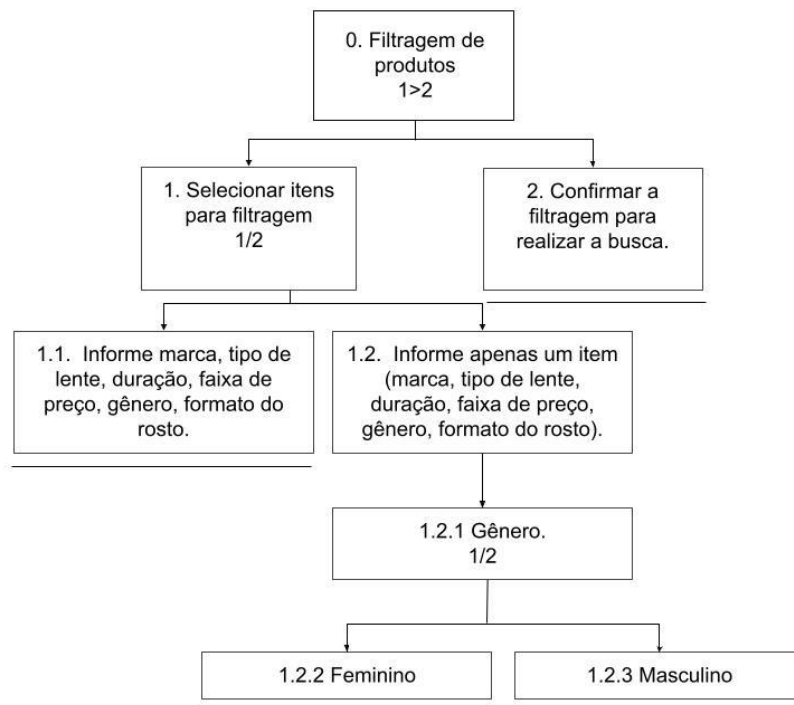 0. Filtragem de
produtos
1>2
1. Selecionar itens
para filtragem
1/2
2. Confirmar a
filtragem para
realizar a busca.
1.1. Informe marca, tipo de
lente, duração, faixa de
preço, gênero, formato do
rosto.
1.2. Informe apenas um item
(marca, tipo de lente,
duração, faixa de preço,
gênero, formato do rosto).
1.2.1 Gênero.
1/2
1.2.2 Feminino
1.2.3 Masculino